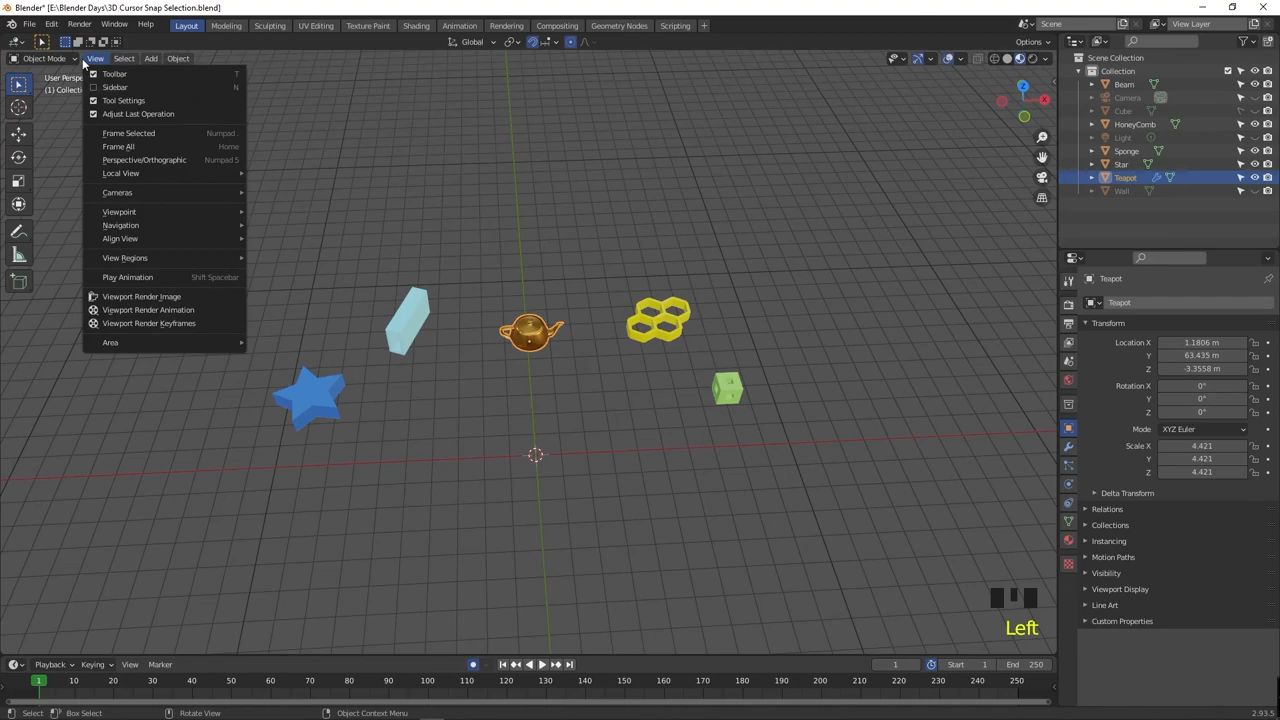 Blender* [E:\Blender Days\3D Cursor Snap Selection.blend]
File Edit Render Window Help Layout Modeling Sculpting UV Editing Texture Paint Shading Animation Rendering Compositing Geometry Nodes Scripting + Scene View Layer
Global Options
Object Mode View Select Add Object
User Perspe
(1) Collecti
Toolbar T
Sidebar N
Tool Settings
Adjust Last Operation
Frame Selected Numpad .
Frame All Home
Perspective/Orthographic Numpad 5
Local View
Cameras
Viewpoint
Navigation
Align View
View Regions
Play Animation Shift Spacebar
Viewport Render Image
Viewport Render Animation
Viewport Render Keyframes
Area
Z
X
Y
Left
Scene Collection
Collection
Beam
Camera
Cube
HoneyComb
Light
Sponge
Star
Teapot
Wall
Teapot
Teapot
Transform
Location X 1.1806 m
Y 63.435 m
Z -3.3558 m
Rotation X 0°
Y 0°
Z 0°
Mode XYZ Euler
Scale X 4.421
Y 4.421
Z 4.421
Delta Transform
Relations
Collections
Instancing
Motion Paths
Visibility
Viewport Display
Line Art
Custom Properties
Playback Keying View Marker 1 Start 1 End 250
1 10 20 30 40 50 60 70 80 90 100 110 120 130 140 150 160 170 180 190 200 210 220 230 240 250
Select Box Select Rotate View Object Context Menu 2.93.5